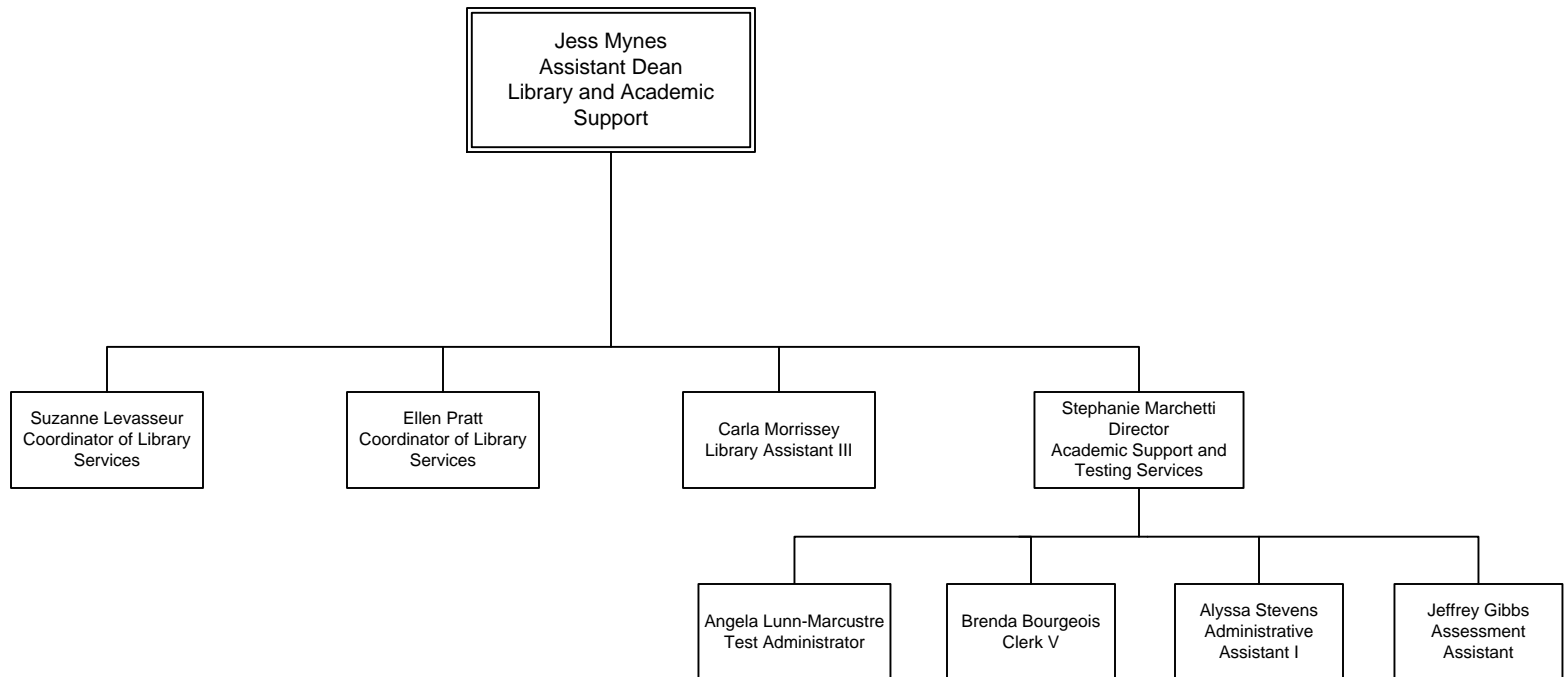 Jess Mynes
Assistant Dean
Library and Academic
Support
Suzanne Levasseur
Coordinator of Library
Services
Ellen Pratt
Coordinator of Library
Services
Carla Morrissey
Library Assistant III
Stephanie Marchetti
Director
Academic Support and
Testing Services
Angela Lunn-Marcustre
Test Administrator
Brenda Bourgeois
Clerk V
Alyssa Stevens
Administrative
Assistant I
Jeffrey Gibbs
Assessment
Assistant